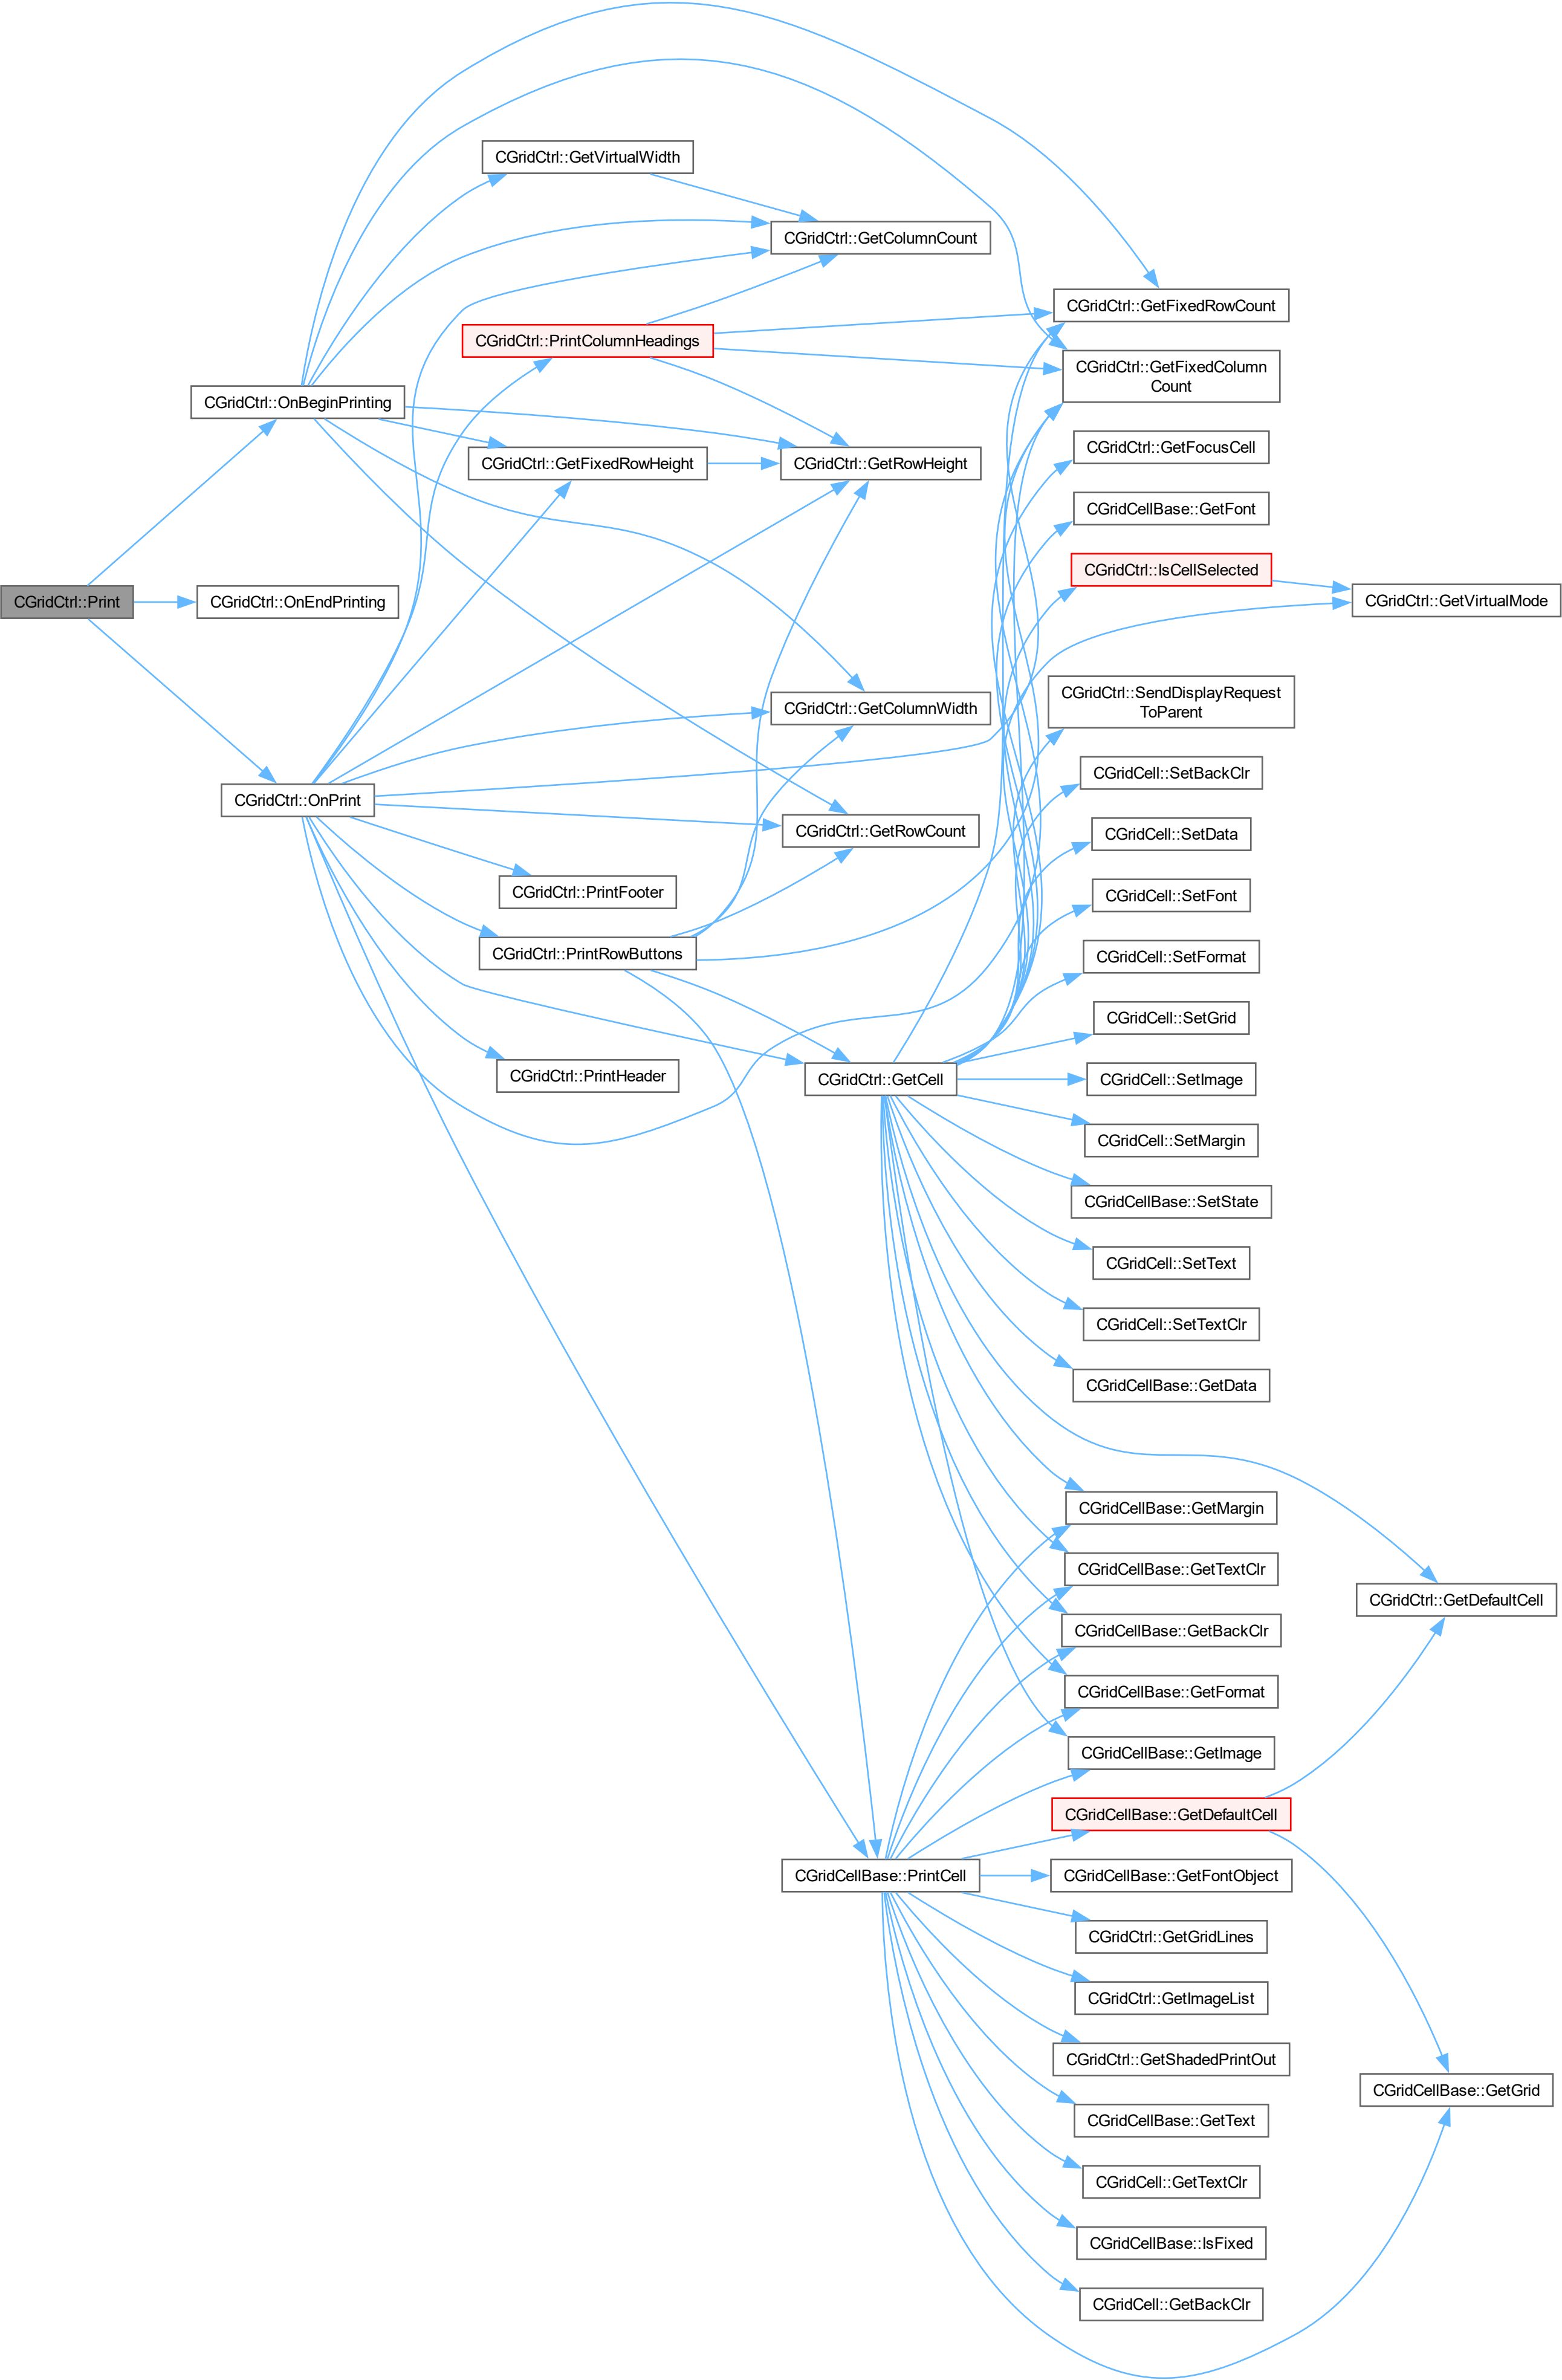 CGridCtrl::Print
CGridCtrl::OnBeginPrinting
CGridCtrl::OnEndPrinting
CGridCtrl::OnPrint
CGridCtrl::GetVirtualWidth
CGridCtrl::PrintColumnHeadings
CGridCtrl::GetFixedRowHeight
CGridCtrl::PrintFooter
CGridCtrl::PrintRowButtons
CGridCtrl::PrintHeader
CGridCtrl::GetColumnCount
CGridCtrl::GetRowHeight
CGridCtrl::GetColumnWidth
CGridCtrl::GetRowCount
CGridCtrl::GetCell
CGridCellBase::PrintCell
CGridCtrl::GetFixedRowCount
CGridCtrl::GetFixedColumn
Count
CGridCtrl::GetFocusCell
CGridCellBase::GetFont
CGridCtrl::IsCellSelected
CGridCtrl::SendDisplayRequest
ToParent
CGridCell::SetBackClr
CGridCell::SetData
CGridCell::SetFont
CGridCell::SetFormat
CGridCell::SetGrid
CGridCell::SetImage
CGridCell::SetMargin
CGridCellBase::SetState
CGridCell::SetText
CGridCell::SetTextClr
CGridCellBase::GetData
CGridCellBase::GetMargin
CGridCellBase::GetTextClr
CGridCellBase::GetBackClr
CGridCellBase::GetFormat
CGridCellBase::GetImage
CGridCellBase::GetDefaultCell
CGridCellBase::GetFontObject
CGridCtrl::GetGridLines
CGridCtrl::GetImageList
CGridCtrl::GetShadedPrintOut
CGridCellBase::GetText
CGridCell::GetTextClr
CGridCellBase::IsFixed
CGridCell::GetBackClr
CGridCtrl::GetVirtualMode
CGridCtrl::GetDefaultCell
CGridCellBase::GetGrid